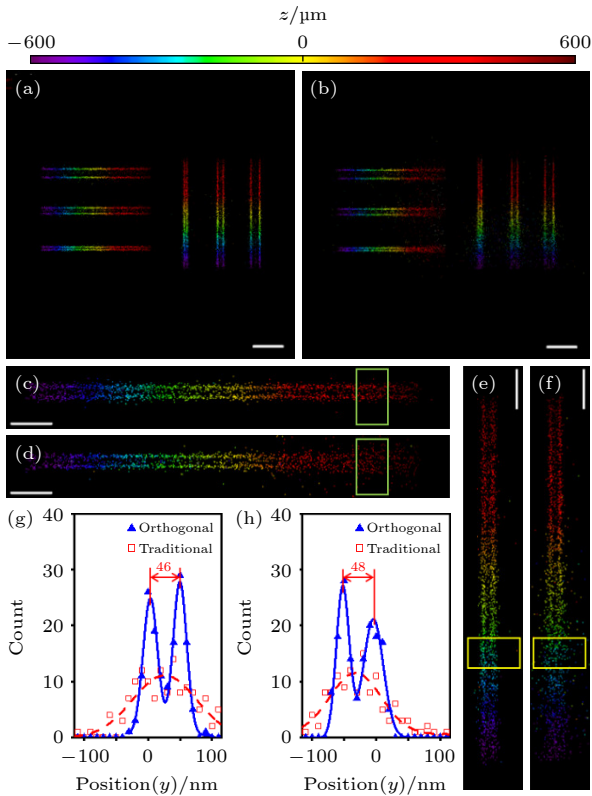 z/µm
−600 0 600
(a) (b)
(c) (e) (f)
(d)
(g) 40 (h) 40
Orthogonal Orthogonal
Traditional Traditional
46 48
30 30
Count Count
20 20
10 10
0 0
−100 0 100 −100 0 100
Position(y)/nm Position(y)/nm